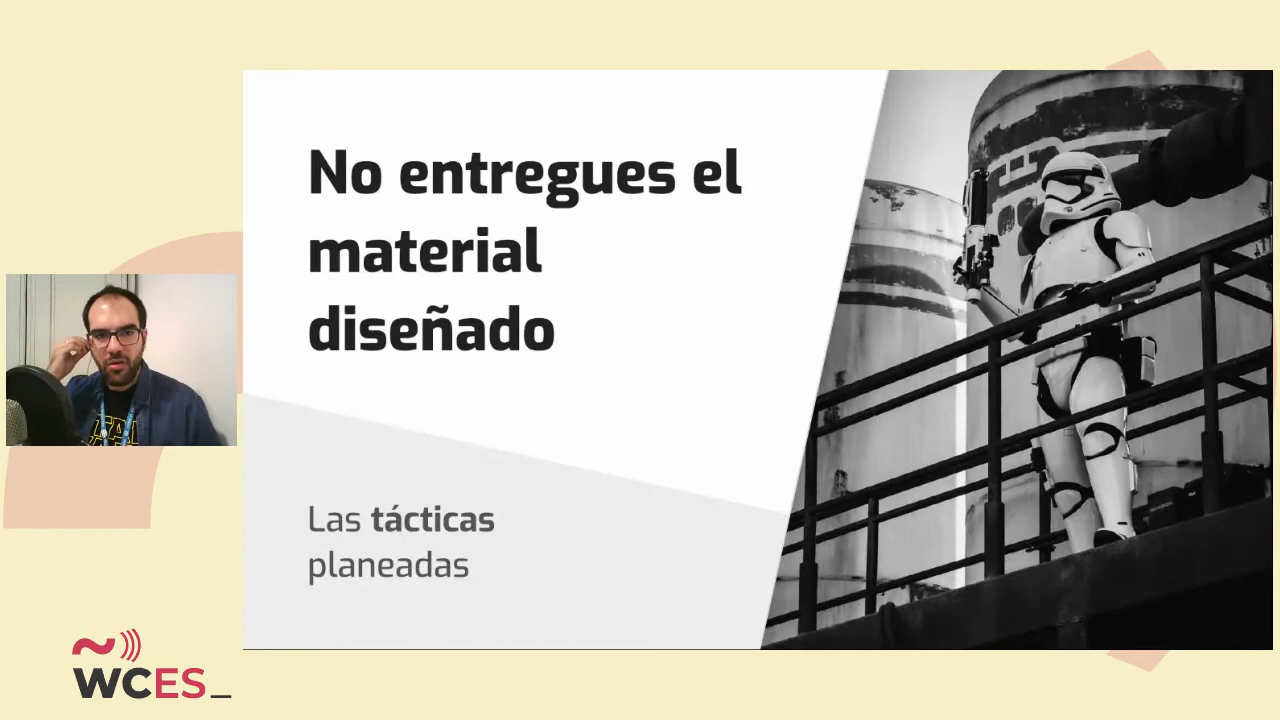 No entregues el
material
diseñado
Las tácticas
planeadas
WCES_